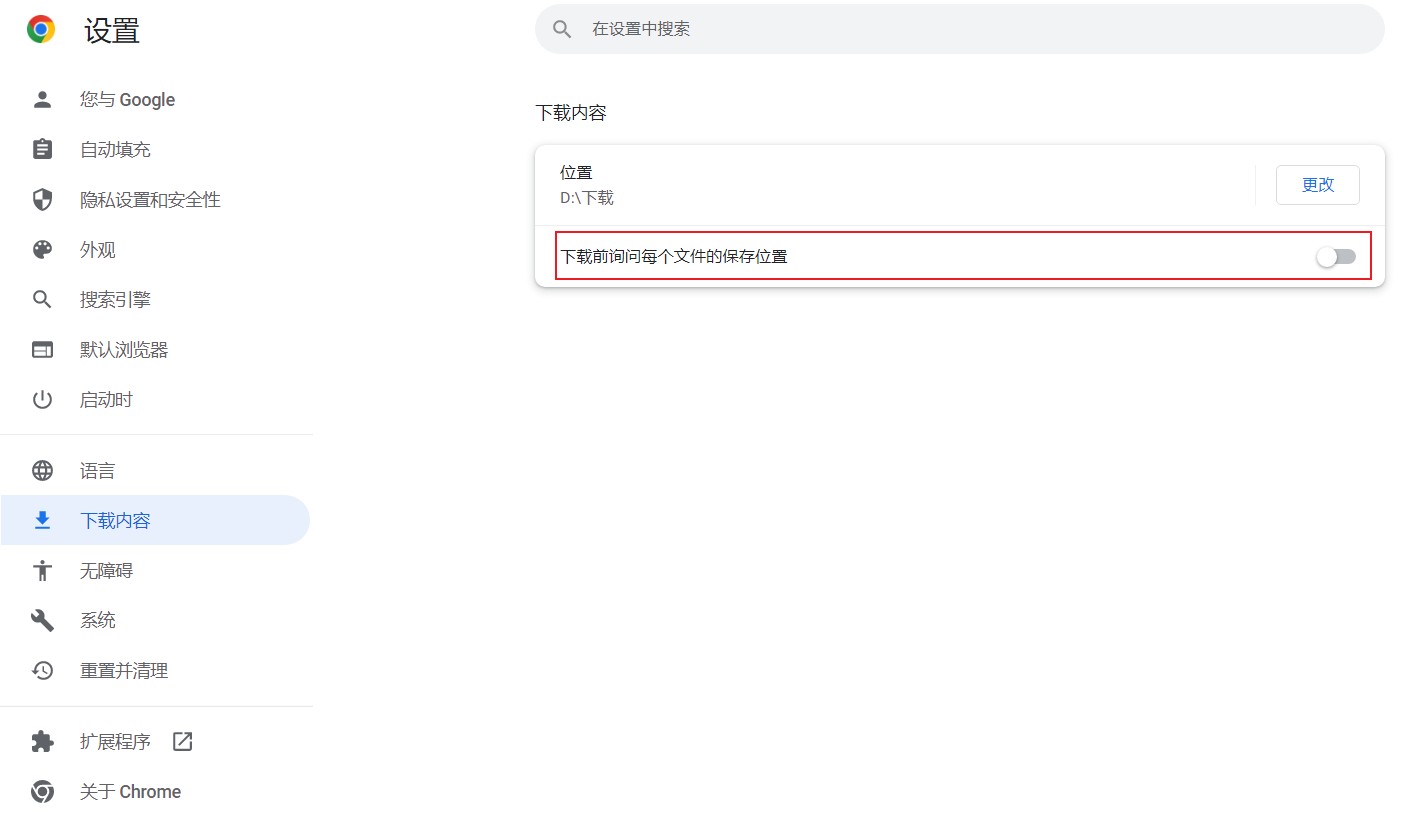 设置
在设置中搜索
您与 Google
自动填充
隐私设置和安全性
外观
搜索引擎
默认浏览器
启动时
语言
下载内容
无障碍
系统
重置并清理
扩展程序
关于 Chrome
下载内容
位置
D:\下载
更改
下载前询问每个文件的保存位置